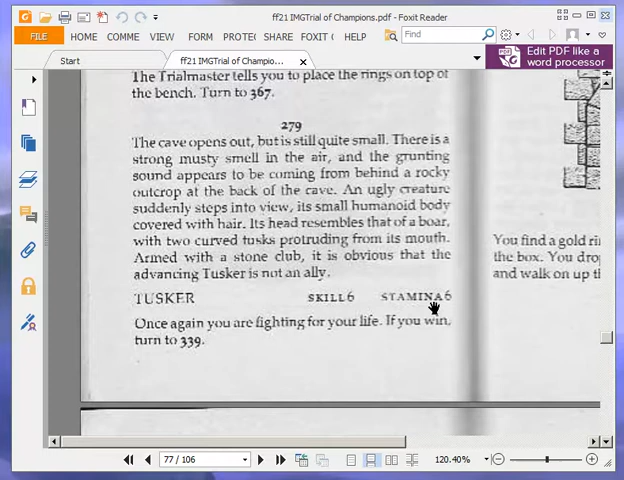 ff21 IMGTrial of Champions.pdf - Foxit Reader
FILE HOME COMME VIEW FORM PROTE SHARE FOXIT C HELP Find
Start ff21 IMGTrial of Champio... Edit PDF like a
word processor
The Trialmaster tells you to place the rings on top of
the bench. Turn to 367.
279
The cave opens out, but is still quite small. There is a
strong musty smell in the air, and the grunting
sound appears to be coming from behind a rocky
outcrop at the back of the cave. An ugly creature
suddenly steps into view, its small humanoid body
covered with hair. Its head resembles that of a boar,
with two curved tusks protruding from its mouth.
Armed with a stone club, it is obvious that the
advancing Tusker is not an ally.
TUSKER SKILL 6 STAMINA 6
Once again you are fighting for your life. If you win,
turn to 339.
You find a gold ri
the box. You drop
and walk on up th
77 / 106 120.40%